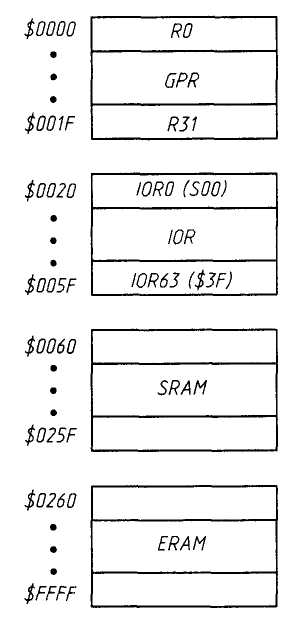 $0000 R0
GPR
$001F R31
$0020 IOR0 (S00)
IOR
$005F IOR63 ($3F)
$0060
SRAM
$025F
$0260
ERAM
$FFFF